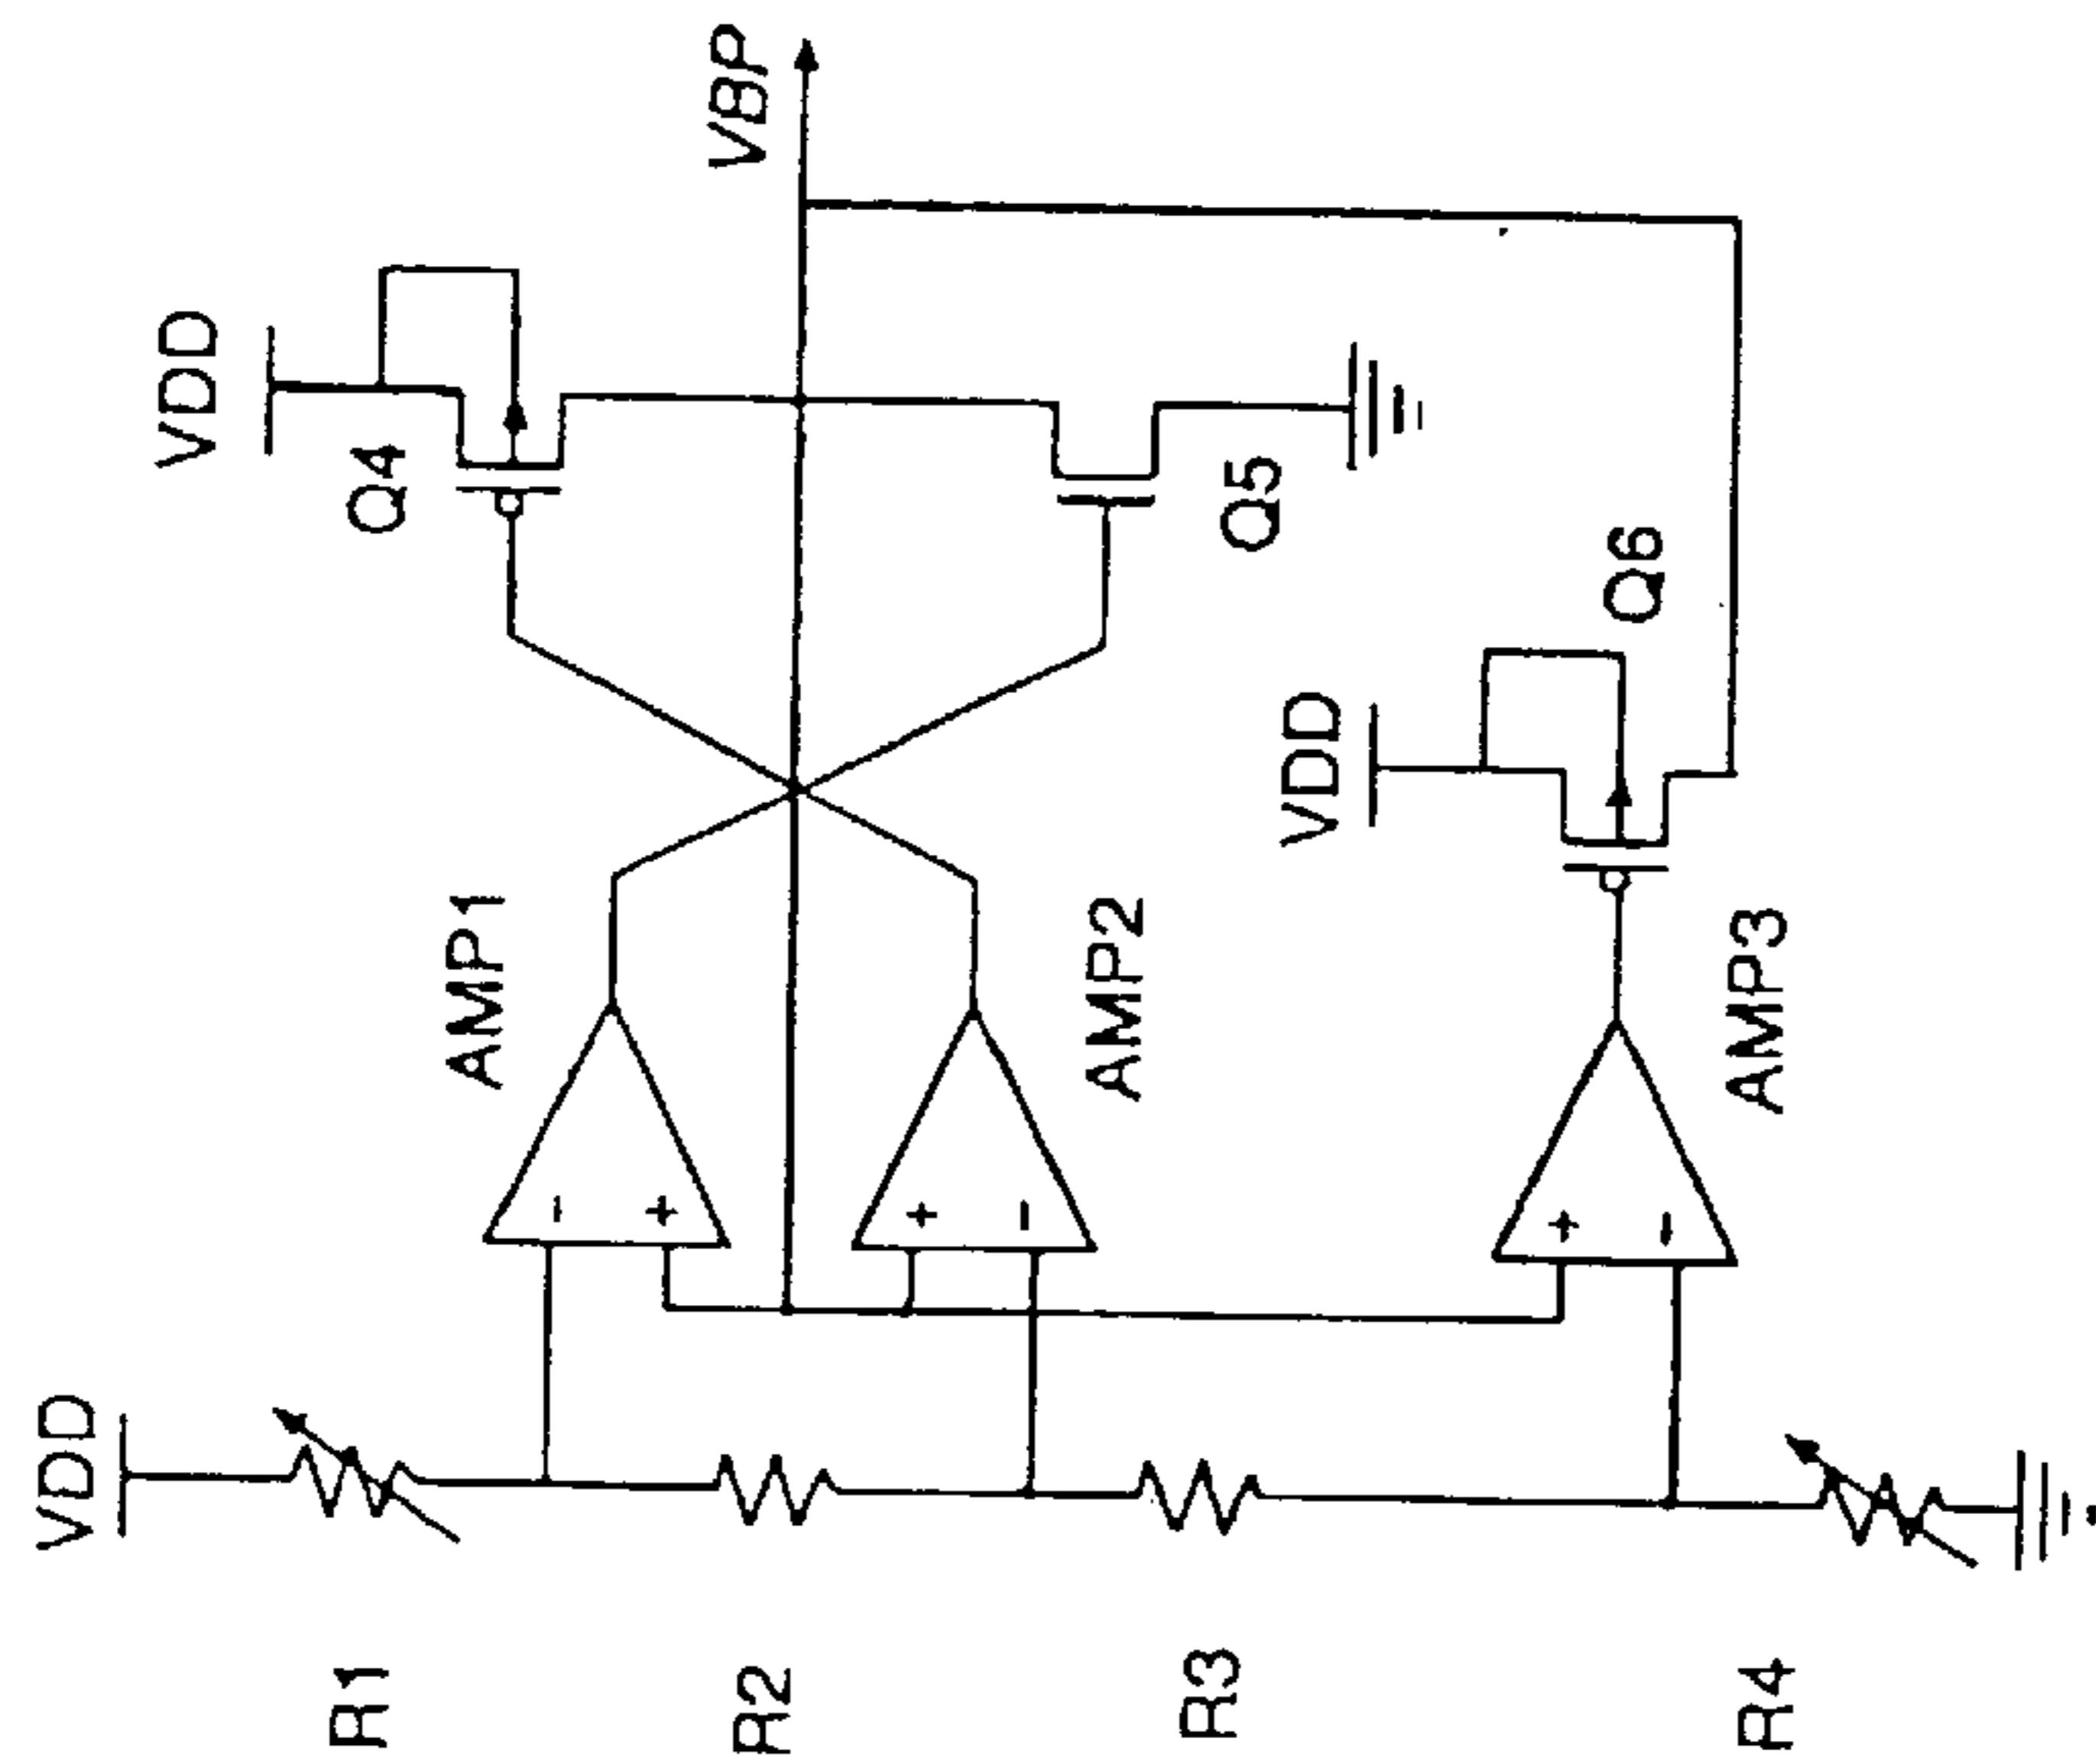 VDD
VDD
R1
Q4
AMP1
-
+
R2
VBP
+
-
AMP2
R3
Q5
VDD
+
Q6
-
R4
AMP3